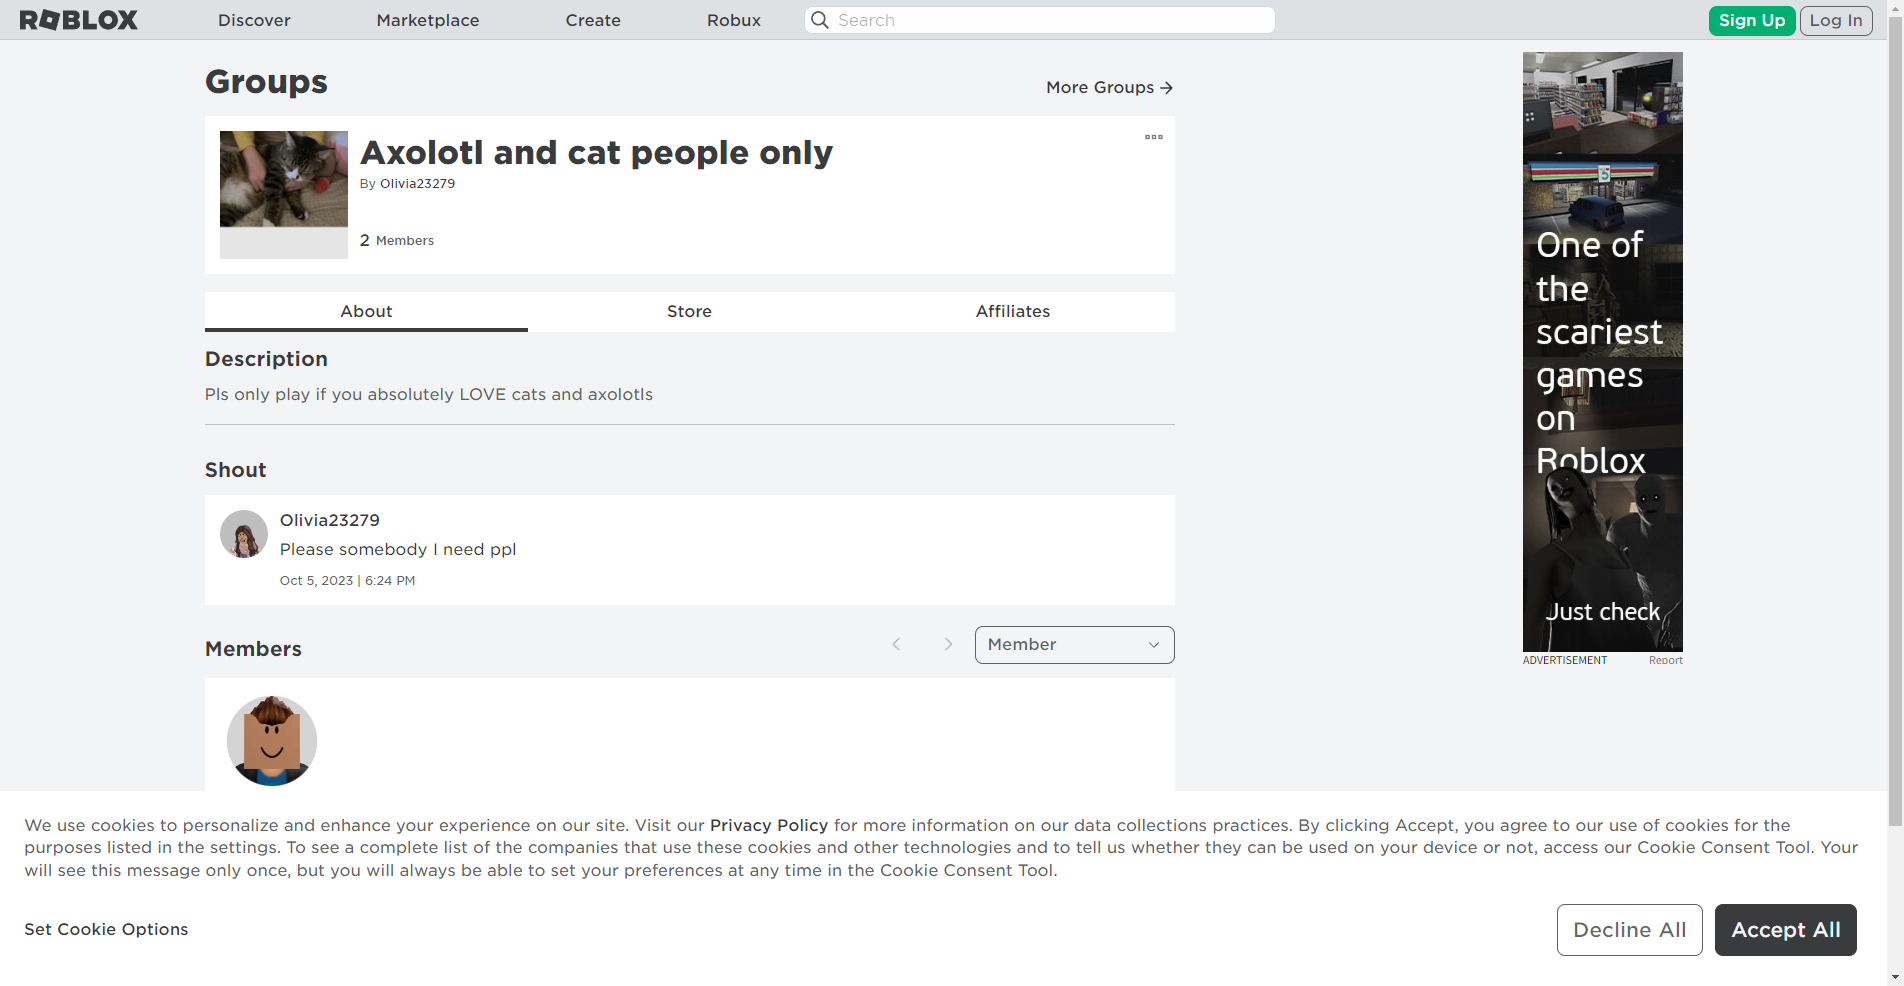 ROBLOX
Discover
Marketplace
Create
Robux
Search
Sign Up
Log In
Groups
More Groups
Axolotl and cat people only
By Olivia23279
2 Members
About
Store
Affiliates
Description
Pls only play if you absolutely LOVE cats and axolotls
Shout
Olivia23279
Please somebody I need ppl
Oct 5, 2023 | 6:24 PM
Members
Member
One of
the
scariest
games
on
Roblox
Just check
ADVERTISEMENT
Report
We use cookies to personalize and enhance your experience on our site. Visit our Privacy Policy for more information on our data collections practices. By clicking Accept, you agree to our use of cookies for the
purposes listed in the settings. To see a complete list of the companies that use these cookies and other technologies and to tell us whether they can be used on your device or not, access our Cookie Consent Tool. Your
will see this message only once, but you will always be able to set your preferences at any time in the Cookie Consent Tool.
Set Cookie Options
Decline All
Accept All